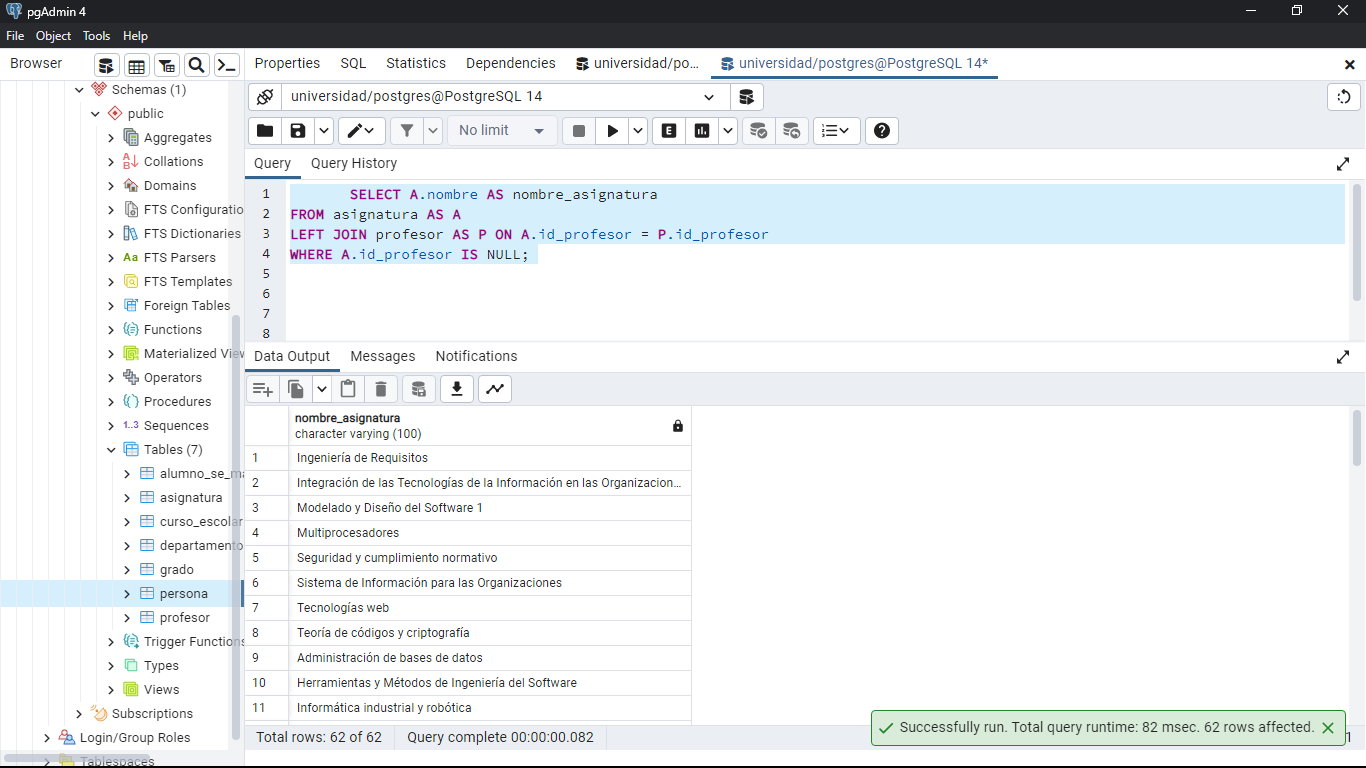 pgAdmin 4
File Object Tools Help
Browser
Properties SQL Statistics Dependencies universidad/po... universidad/postgres@PostgreSQL 14*
Schemas (1)
public
Aggregates
Collations
Domains
FTS Configuratio
FTS Dictionaries
FTS Parsers
FTS Templates
Foreign Tables
Functions
Materialized View
Operators
Procedures
1..3 Sequences
Tables (7)
alumno_se_ma
asignatura
curso_escolar
departamento
grado
persona
profesor
Trigger Functions
Types
Views
Subscriptions
Login/Group Roles
Tablespaces
universidad/postgres@PostgreSQL 14
No limit
Query Query History
1 SELECT A.nombre AS nombre_asignatura
2 FROM asignatura AS A
3 LEFT JOIN profesor AS P ON A.id_profesor = P.id_profesor
4 WHERE A.id_profesor IS NULL;
5
6
7
8
Data Output Messages Notifications
nombre_asignatura
character varying (100)
1 Ingeniería de Requisitos
2 Integración de las Tecnologías de la Información en las Organizacion...
3 Modelado y Diseño del Software 1
4 Multiprocesadores
5 Seguridad y cumplimiento normativo
6 Sistema de Información para las Organizaciones
7 Tecnologías web
8 Teoría de códigos y criptografía
9 Administración de bases de datos
10 Herramientas y Métodos de Ingeniería del Software
11 Informática industrial y robótica
Successfully run. Total query runtime: 82 msec. 62 rows affected.
Total rows: 62 of 62 Query complete 00:00:00.082